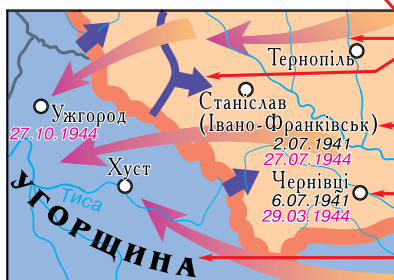 Тернопіль
Станіслав
(Івано-Франківськ)
2.07.1941
27.07.1944
Ужгород
27.10.1944
Хуст
Чернівці
6.07.1941
29.03.1944
Тиса
УГОРЩИНА